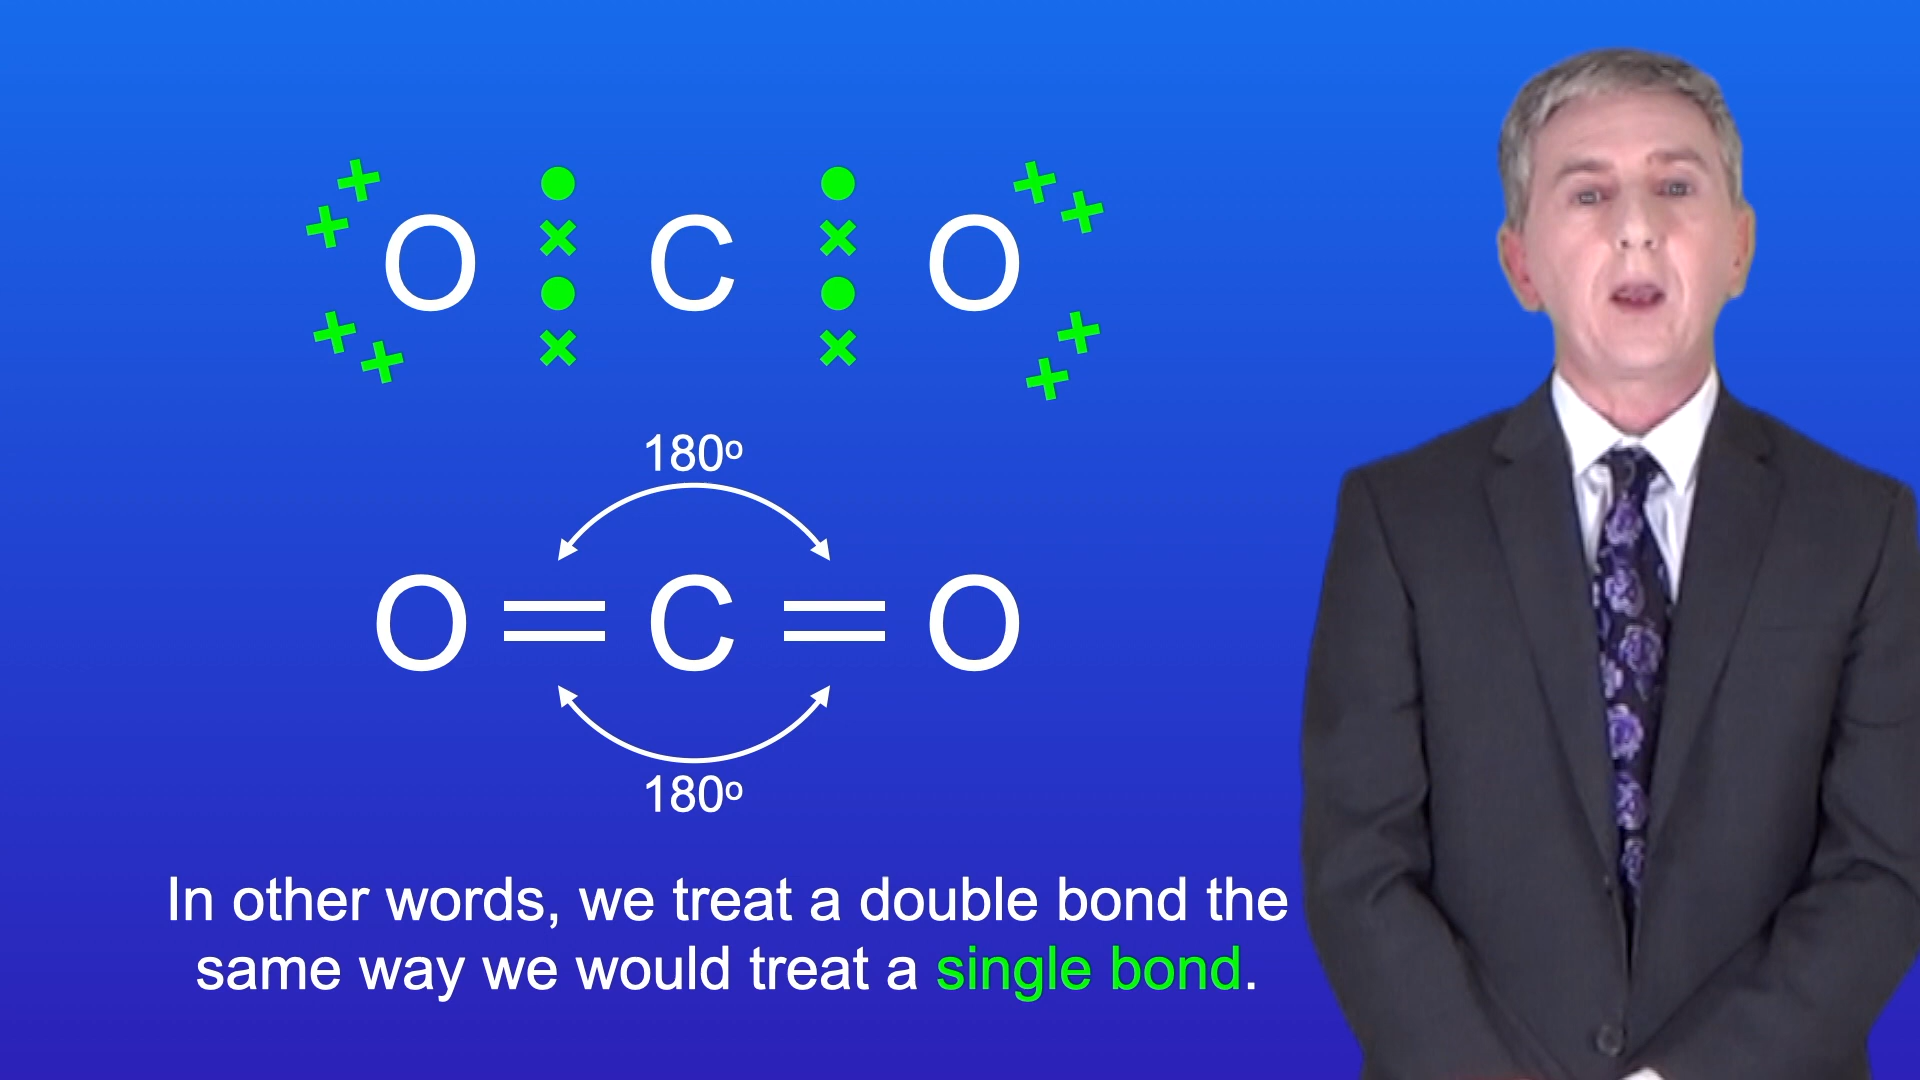 O C O
180º
O = C = O
180º
In other words, we treat a double bond the
same way we would treat a single bond.